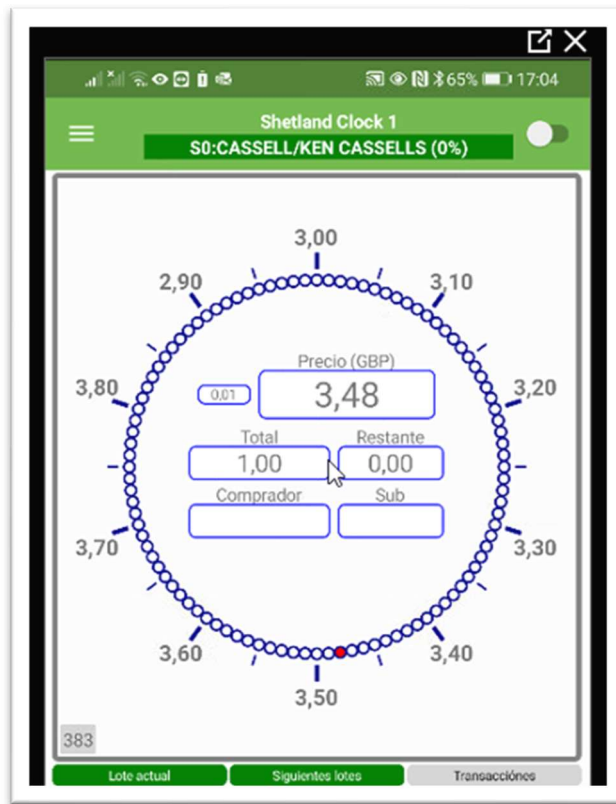 65% 17:04
Shetland Clock 1
S0:CASSELL/KEN CASSELLS (0%)
3,00
2,90 3,10
Precio (GBP)
3,80 0,01 3,48 3,20
Total Restante
1,00 0,00
Comprador Sub
3,70 3,30
3,60 3,40
3,50
383
Lote actual Siguientes lotes Transacciónes